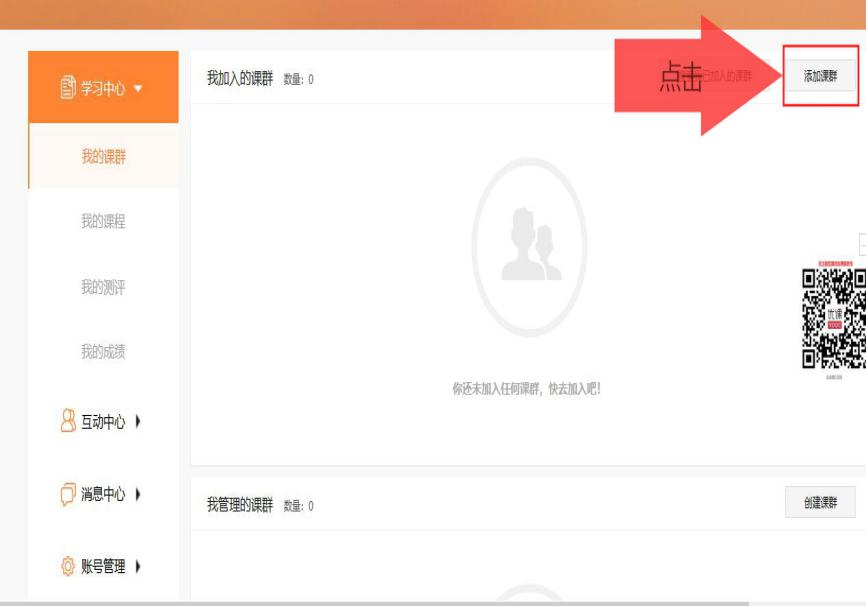 学习中心
我的课群
我的课程
我的测评
我的成绩
互动中心
消息中心
账号管理
我加入的课群 数量: 0
点击
已加入的课群
添加课群
你还未加入任何课群，快去加入吧！
优课
我管理的课群 数量: 0
创建课群